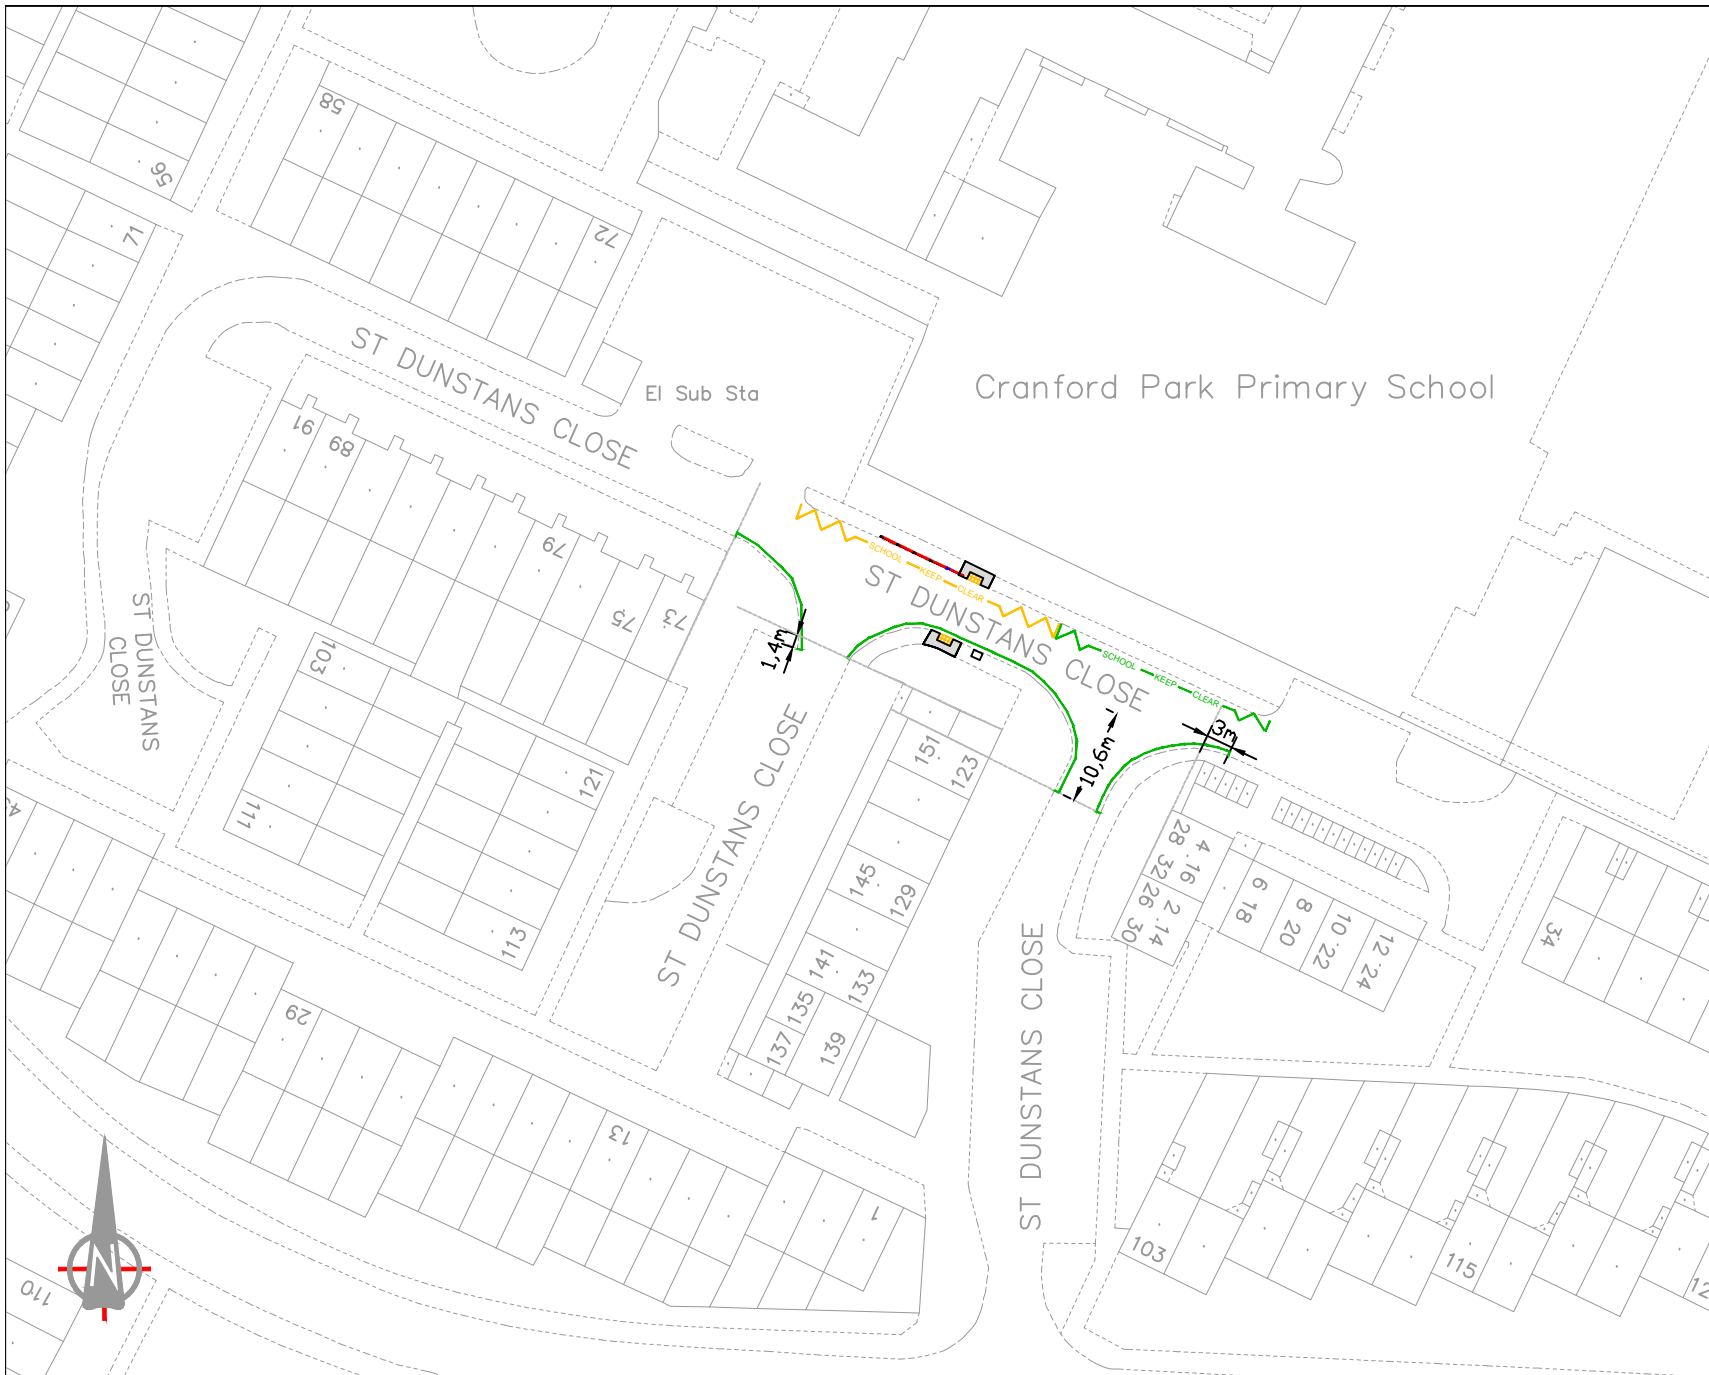 58
56
71
72
ST DUNSTANS CLOSE
El Sub Sta
Cranford Park Primary School
91
89
79
75
73
SCHOOL KEEP CLEAR
ST DUNSTANS CLOSE
SCHOOL KEEP CLEAR
1,4m
10,6m
3m
ST DUNSTANS
CLOSE
103
121
111
113
ST DUNSTANS CLOSE
151
123
145
129
141
133
135
137
139
28 32 26 30
4 16 2 14
6 18
8 20
10 22
12 24
34
ST DUNSTANS CLOSE
29
13
1
103
115
110
N